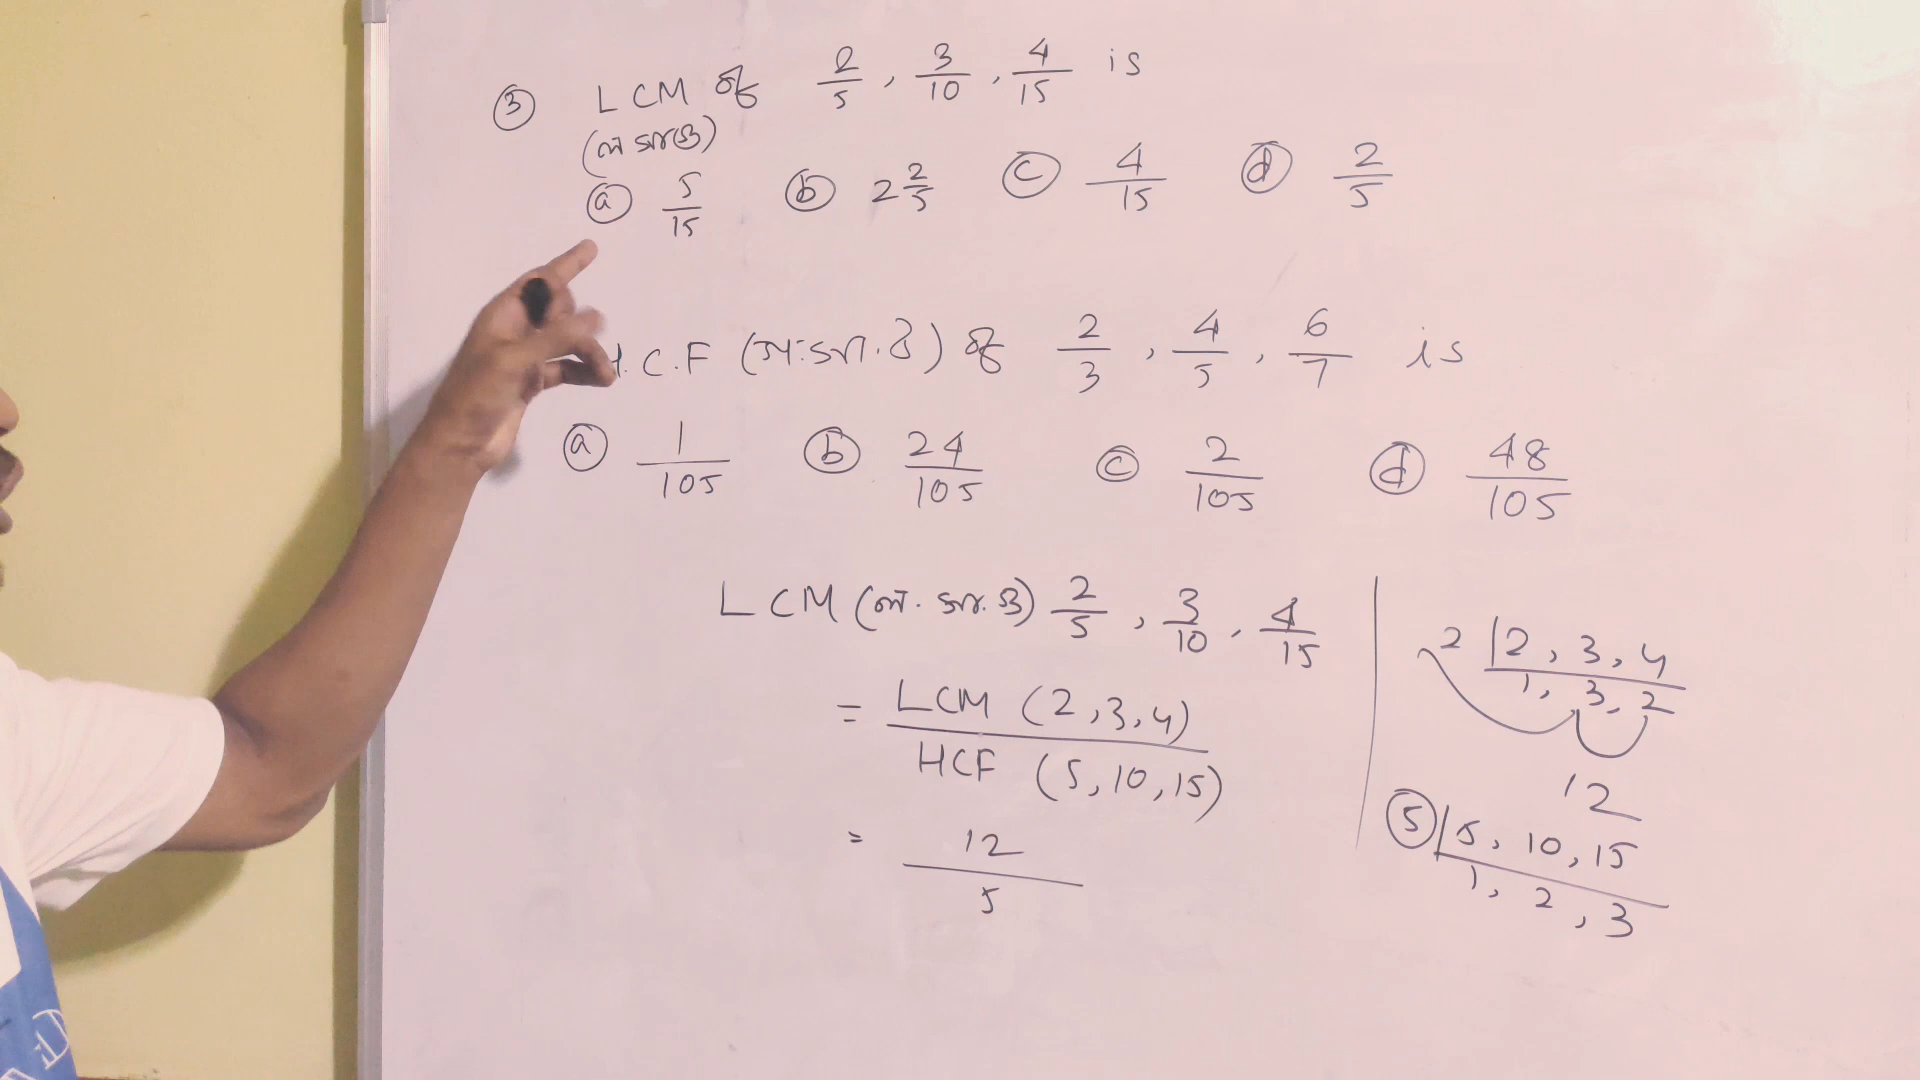 ③ LCM of 2/5, 3/10, 4/15 is
(ল সা গু)
ⓐ 5/15 ⓑ 2 2/5 ⓒ 4/15 ⓓ 2/5
H.C.F (গ.সা.গু) of 2/3, 4/5, 6/7 is
ⓐ 1/105 ⓑ 24/105 ⓒ 2/105 ⓓ 48/105
LCM (ল. সা. গু) 2/5, 3/10, 4/15
= LCM (2,3,4) / HCF (5,10,15)
= 12/5
2 | 2, 3, 4
1, 3, 2
12
⑤ | 5, 10, 15
1, 2, 3